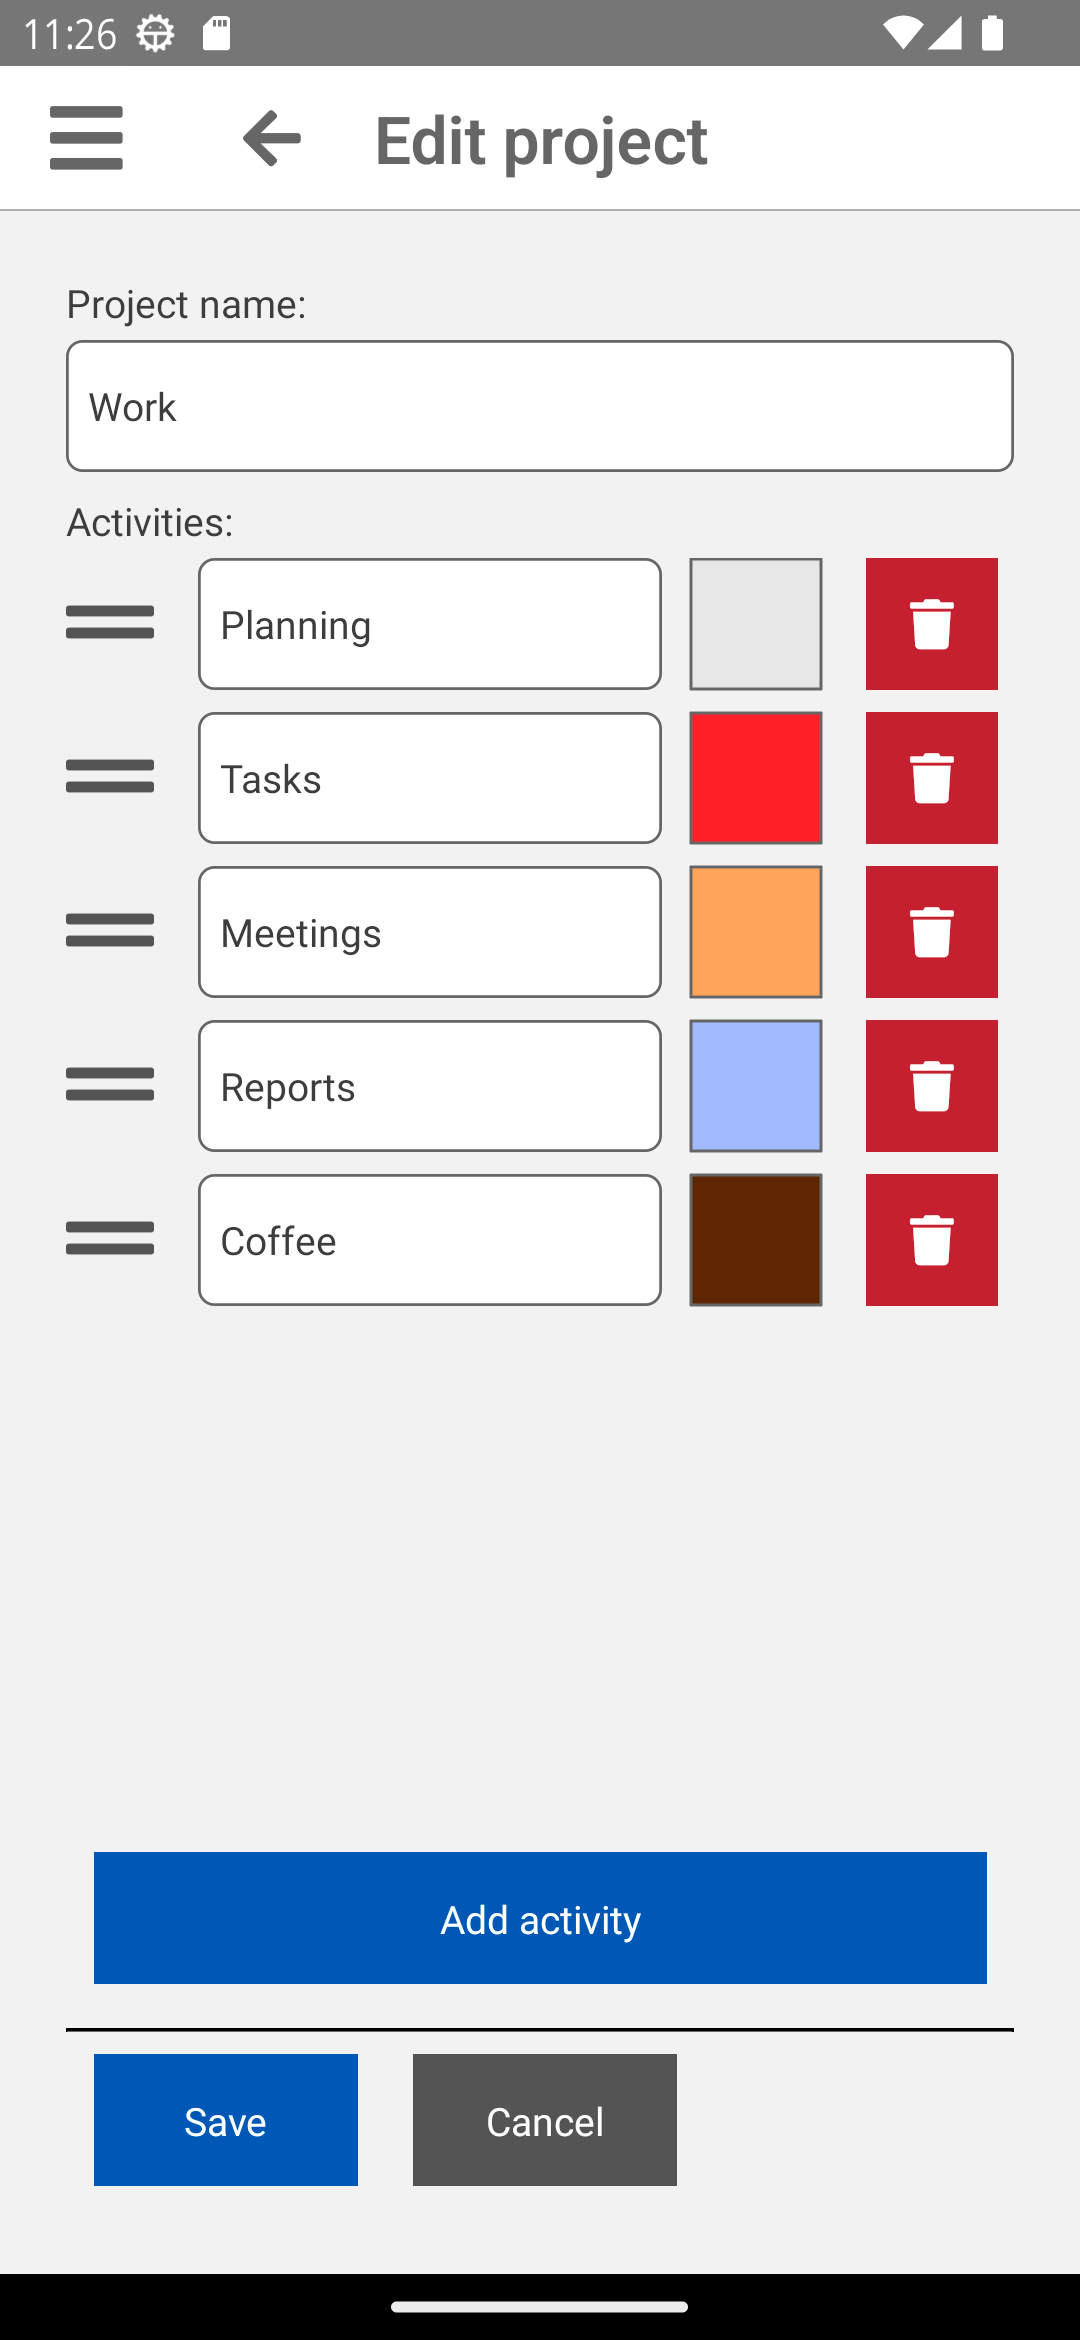 11:26
Edit project
Project name:
Work
Activities:
Planning
Tasks
Meetings
Reports
Coffee
Add activity
Save
Cancel